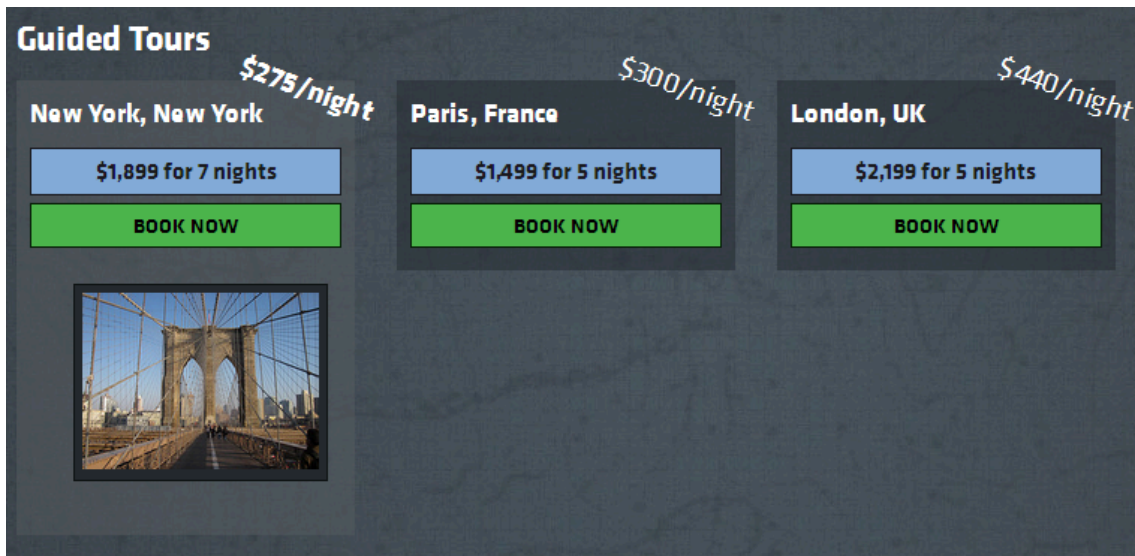 Guided Tours
$275/night
New York, New York
$1,899 for 7 nights
BOOK NOW
$300/night
Paris, France
$1,499 for 5 nights
BOOK NOW
$440/night
London, UK
$2,199 for 5 nights
BOOK NOW